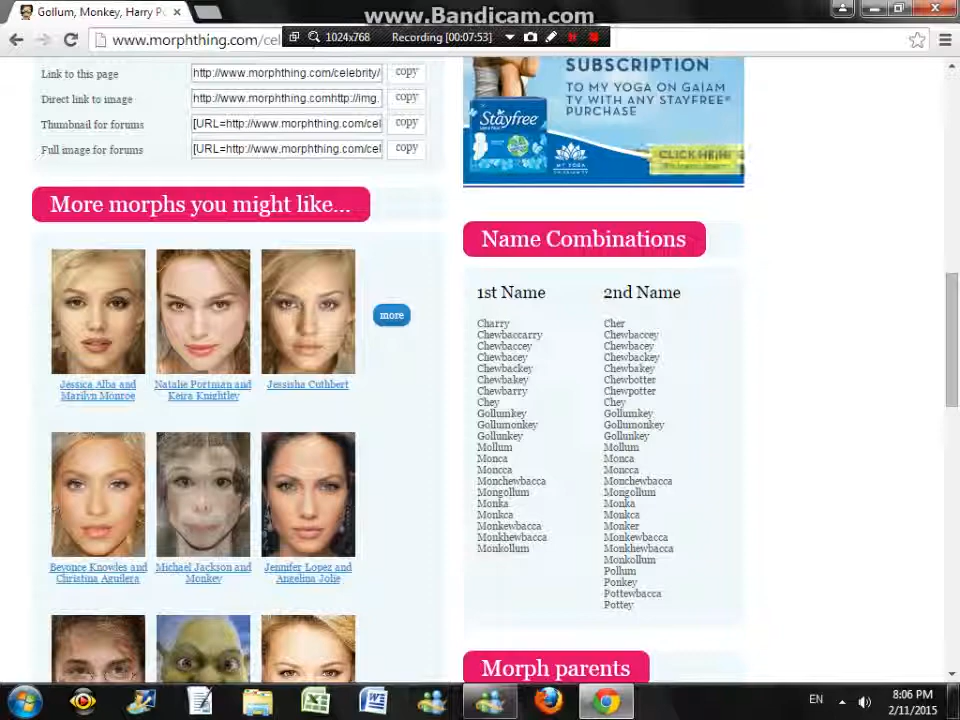 www.Bandicam.com
Gollum, Monkey, Harry Po
www.morphthing.com/cel
1024x768
Recording [00:07:53]
Link to this page
http://www.morphthing.com/celebrity/
copy
Direct link to image
http://www.morphthing.comhttp://img.
copy
Thumbnail for forums
[URL=http://www.morphthing.com/cel
copy
Full image for forums
[URL=http://www.morphthing.com/cel
copy
SUBSCRIPTION
TO MY YOGA ON GAIAM
TV WITH ANY STAYFREE®
PURCHASE
Stayfree
CLICK HERE
MY YOGA
More morphs you might like...
more
Jessica Alba and
Marilyn Monroe
Natalie Portman and
Keira Knightley
Jessisha Cuthbert
Beyonce Knowles and
Christina Aguilera
Michael Jackson and
Monkey
Jennifer Lopez and
Angelina Jolie
Name Combinations
1st Name
Charry
Chewbaccarry
Chewbaccey
Chewbacey
Chewbackey
Chewbakey
Chewbarry
Chey
Gollumkey
Gollumonkey
Gollunkey
Mollum
Monca
Moncca
Monchewbacca
Mongollum
Monka
Monkca
Monkewbacca
Monkhewbacca
Monkollum
2nd Name
Cher
Chewbaccey
Chewbacey
Chewbackey
Chewbakey
Chewbotter
Chewpotter
Chey
Gollumkey
Gollumonkey
Gollunkey
Mollum
Monca
Moncca
Monchewbacca
Mongollum
Monka
Monkca
Monker
Monkewbacca
Monkhewbacca
Monkollum
Pollum
Ponkey
Pottewbacca
Pottey
Morph parents
EN
8:06 PM
2/11/2015